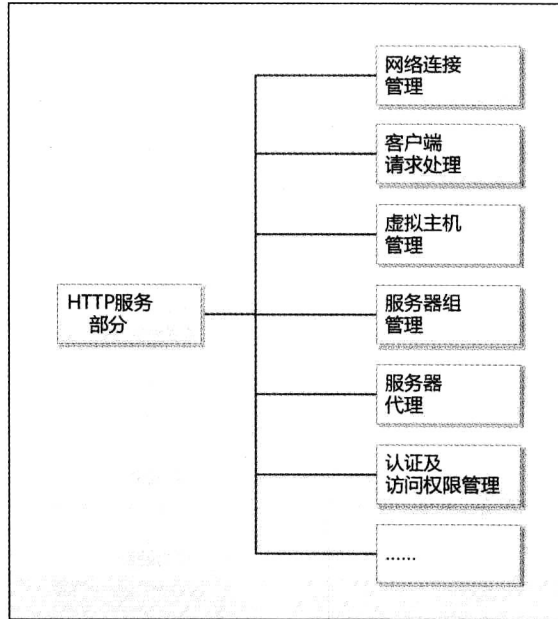 网络连接
管理
客户端
请求处理
虚拟主机
管理
HTTP服务
部分
服务器组
管理
服务器
代理
认证及
访问权限管理
......